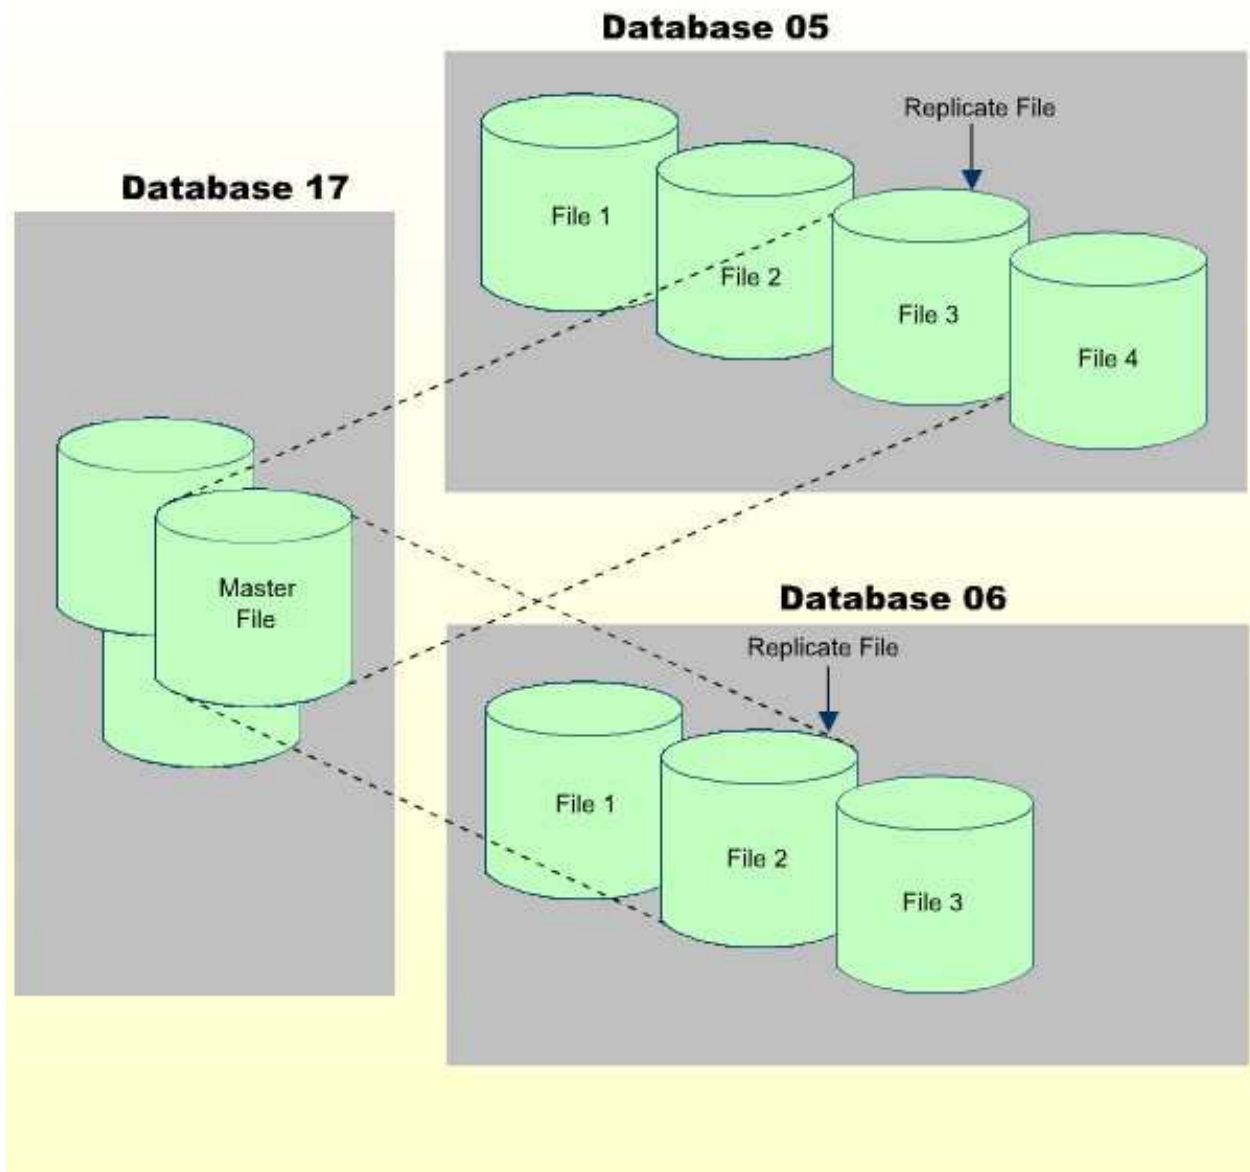 Database 05
Replicate File
File 1
File 2
File 3
File 4
Database 17
Master
File
Database 06
Replicate File
File 1
File 2
File 3